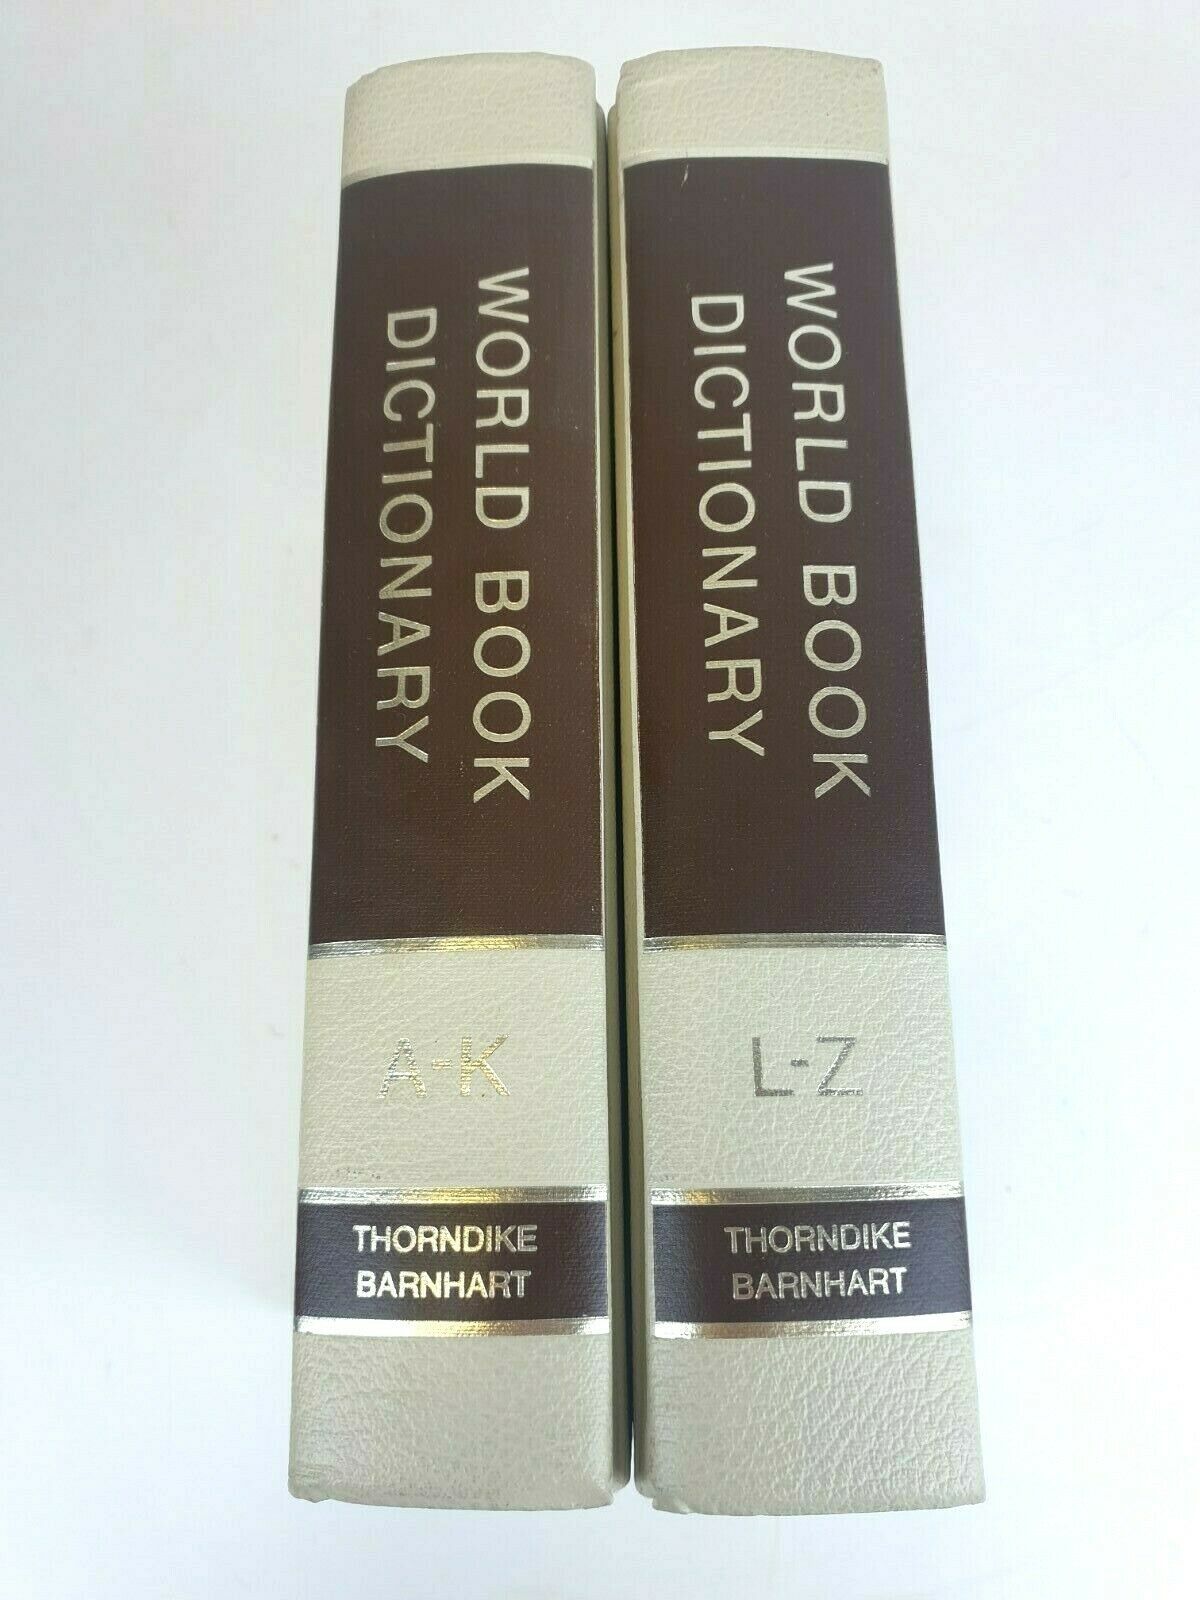 WORLD BOOK
DICTIONARY
A-K
THORNDIKE
BARNHART
WORLD BOOK
DICTIONARY
L-Z
THORNDIKE
BARNHART